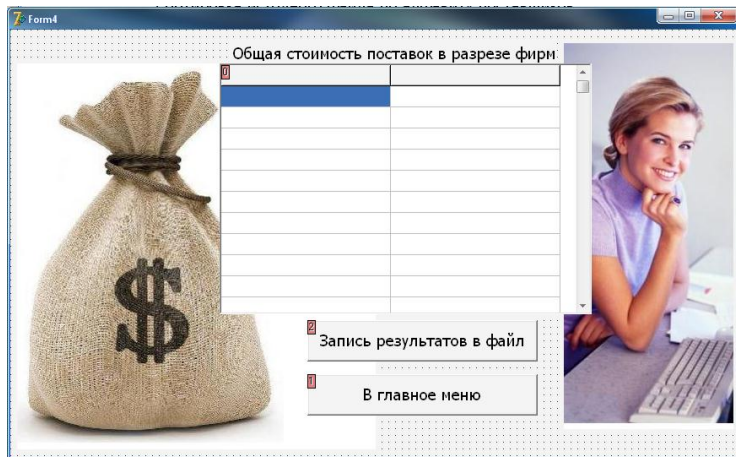 Form4
Общая стоимость поставок в разрезе фирм
0
$
2
Запись результатов в файл
1
В главное меню